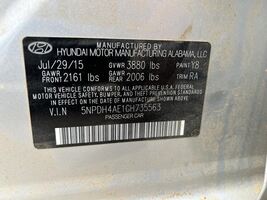 MANUFACTURED BY
HYUNDAI MOTOR MANUFACTURING ALABAMA, LLC
Jul/29/15 GVWR 3880 lbs PAINT Y8
GAWR FRONT 2161 lbs GAWR REAR 2006 lbs TRIM RA
THIS VEHICLE CONFORMS TO ALL APPLICABLE FEDERAL
MOTOR VEHICLE SAFETY, BUMPER, AND THEFT PREVENTION
STANDARDS IN EFFECT ON THE DATE OF MANUFACTURE SHOWN ABOVE.
V.I.N 5NPDH4AE1GH735563
PASSENGER CAR